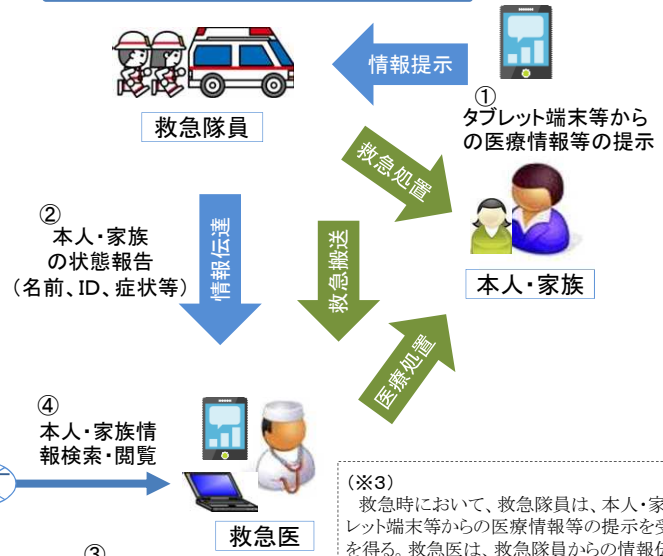 情報提示
①
タブレット端末等から
の医療情報等の提示
救急隊員
救急処置
②
本人・家族
の状態報告
(名前、ID、症状等)
情報伝達
救急搬送
本人・家族
医療処置
④
本人・家族情
報検索・閲覧
救急医
③
(※3)
救急時において、救急隊員は、本人・家
レット端末等からの医療情報等の提示を受
を得る。救急医は、救急隊員からの情報伝